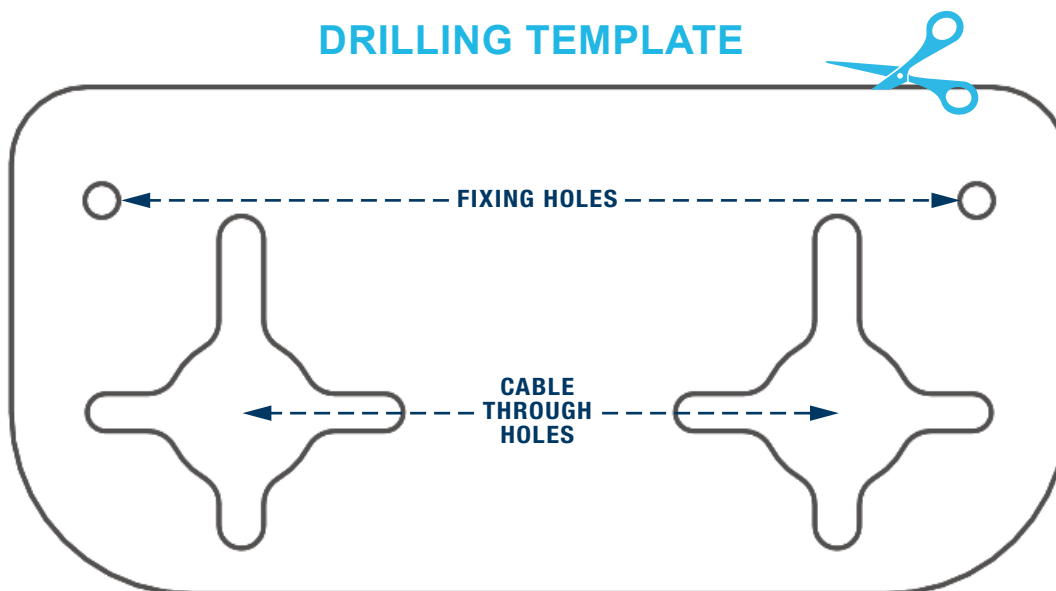 DRILLING TEMPLATE
FIXING HOLES
CABLE
THROUGH
HOLES